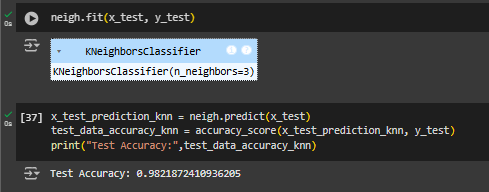 0s
neigh.fit(x_test, y_test)
KNeighborsClassifier
KNeighborsClassifier(n_neighbors=3)
0s
[37] x_test_prediction_knn = neigh.predict(x_test)
test_data_accuracy_knn = accuracy_score(x_test_prediction_knn, y_test)
print("Test Accuracy:",test_data_accuracy_knn)
Test Accuracy: 0.9821872410936205